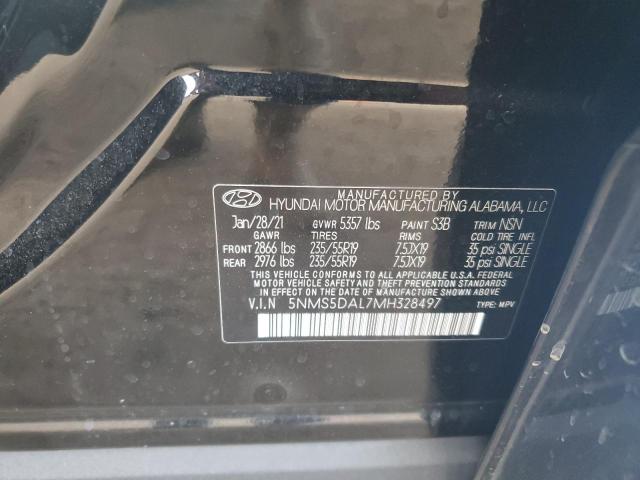 MANUFACTURED BY
HYUNDAI MOTOR MANUFACTURING ALABAMA, LLC
Jan/28/21 GVWR 5357 lbs PAINT S3B TRIM NSN
GAWR TIRES RIMS COLD TIRE INFL
FRONT 2866 lbs 235/55R19 7.5JX19 35 psi SINGLE
REAR 2976 lbs 235/55R19 7.5JX19 35 psi SINGLE
THIS VEHICLE CONFORMS TO ALL APPLICABLE U.S.A. FEDERAL
MOTOR VEHICLE SAFETY, BUMPER, AND THEFT PREVENTION
STANDARDS IN EFFECT ON THE DATE OF MANUFACTURE SHOWN ABOVE.
V.I.N 5NMS5DAL7MH328497 TYPE: MPV